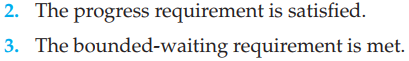 2. The progress requirement is satisfied.
3. The bounded-waiting requirement is met.